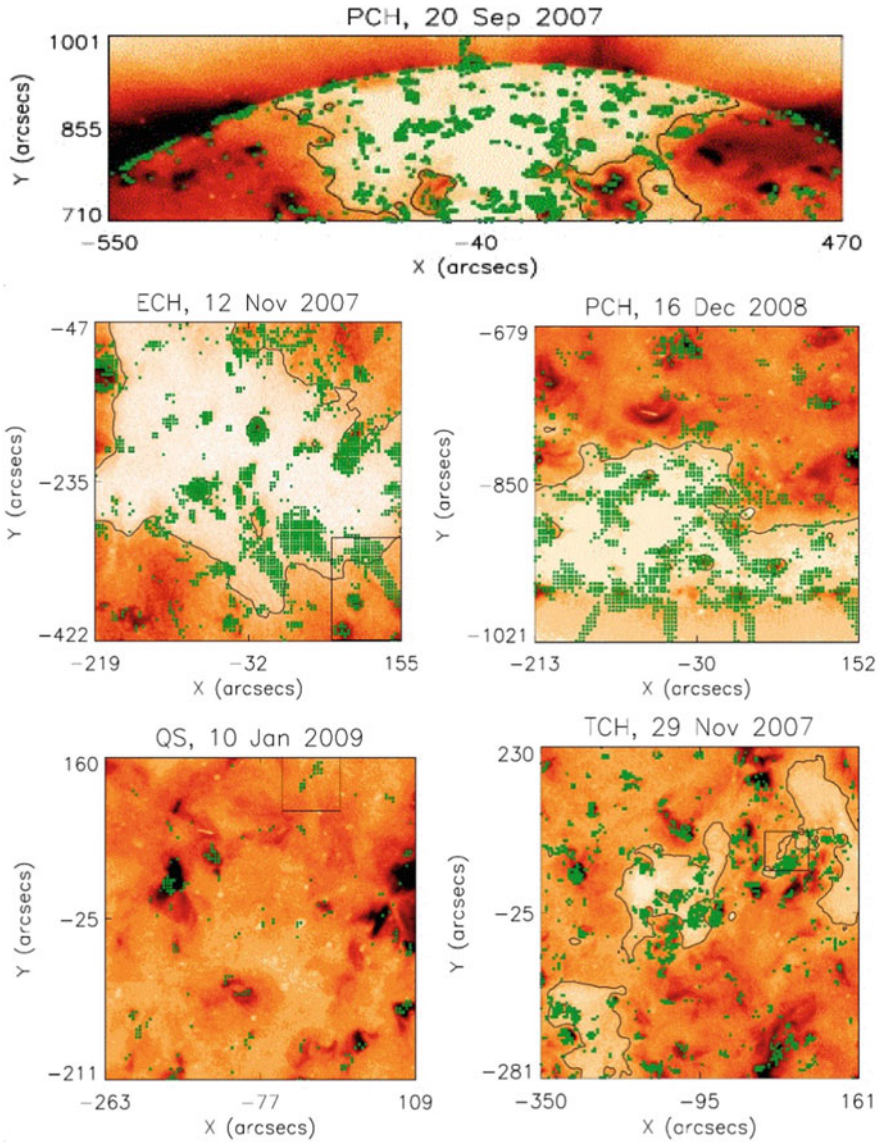 PCH, 20 Sep 2007
1001
855
710
Y (arcsecs)
-550
-40
470
X (arcsecs)
ECH, 12 Nov 2007
-47
-235
-422
Y (arcsecs)
-219
-32
155
X (arcsecs)
PCH, 16 Dec 2008
-679
-850
-1021
Y (arcsecs)
-213
-30
152
X (arcsecs)
QS, 10 Jan 2009
160
-25
-211
Y (arcsecs)
-263
-77
109
X (arcsecs)
TCH, 29 Nov 2007
230
-25
-281
Y (arcsecs)
-350
-95
161
X (arcsecs)